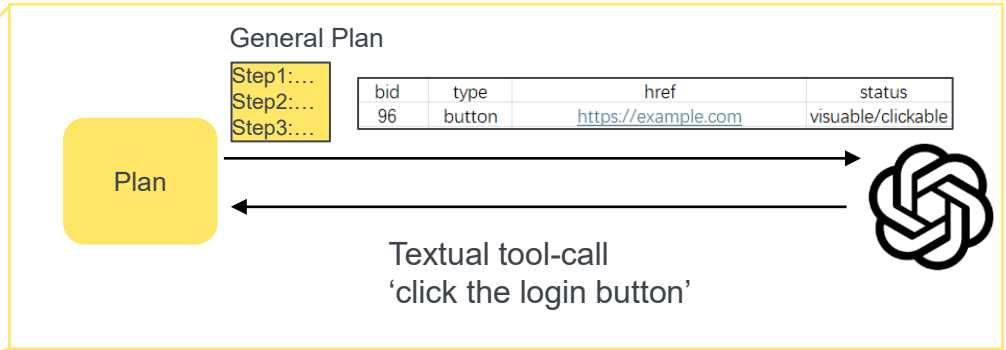 General Plan
Step1:...
Step2:...
Step3:...
bid type href status
96 button https://example.com visuable/clickable
Plan
Textual tool-call
‘click the login button’